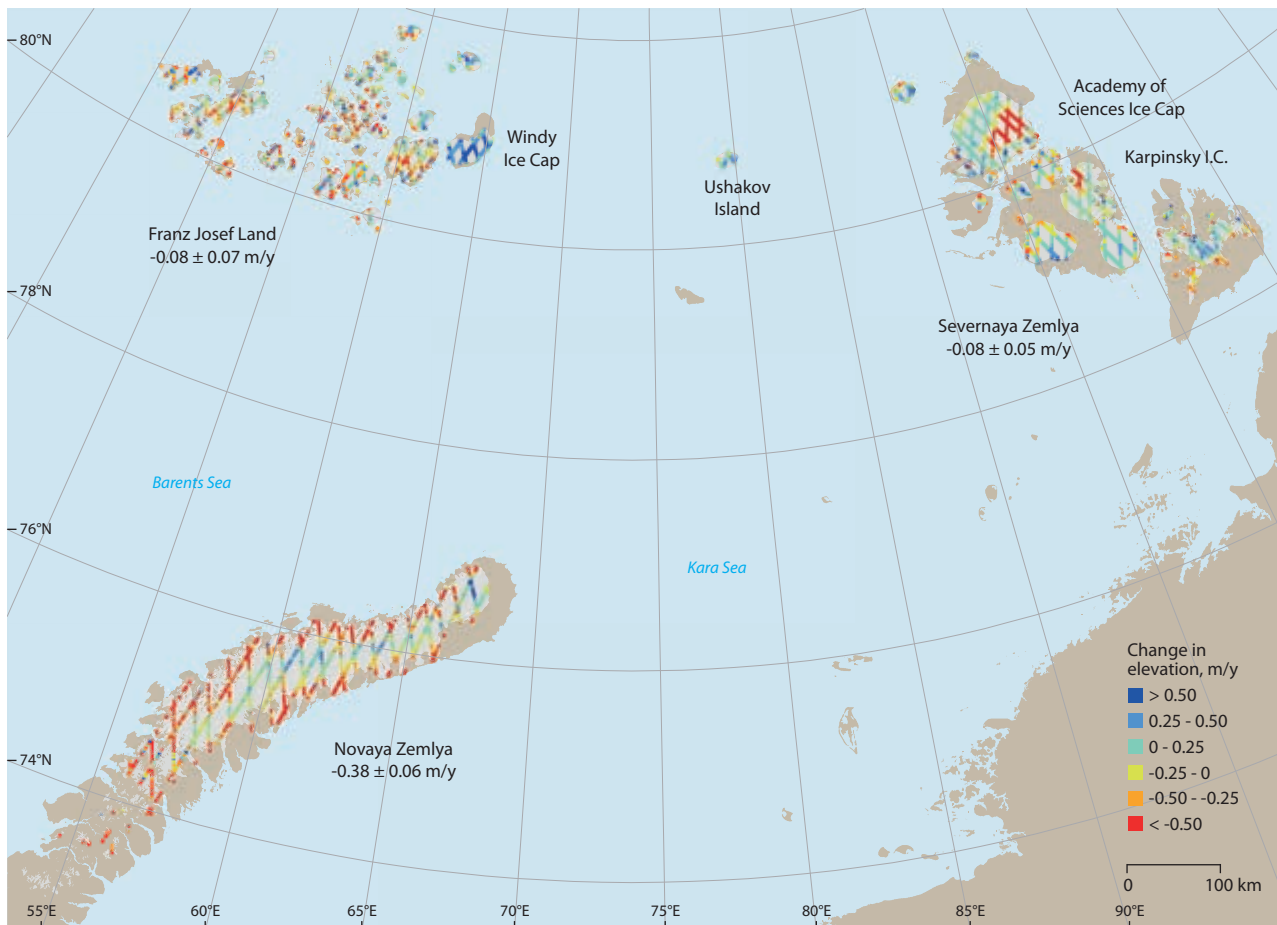 80°N
78°N
76°N
74°N
Academy of
Sciences Ice Cap
Windy
Ice Cap
Karpinsky I.C.
Ushakov
Island
Franz Josef Land
-0.08 ± 0.07 m/y
Severnaya Zemlya
-0.08 ± 0.05 m/y
Barents Sea
Kara Sea
Novaya Zemlya
-0.38 ± 0.06 m/y
Change in
elevation, m/y
> 0.50
0.25 - 0.50
0 - 0.25
-0.25 - 0
-0.50 - -0.25
< -0.50
0 100 km
55°E 60°E 65°E 70°E 75°E 80°E 85°E 90°E